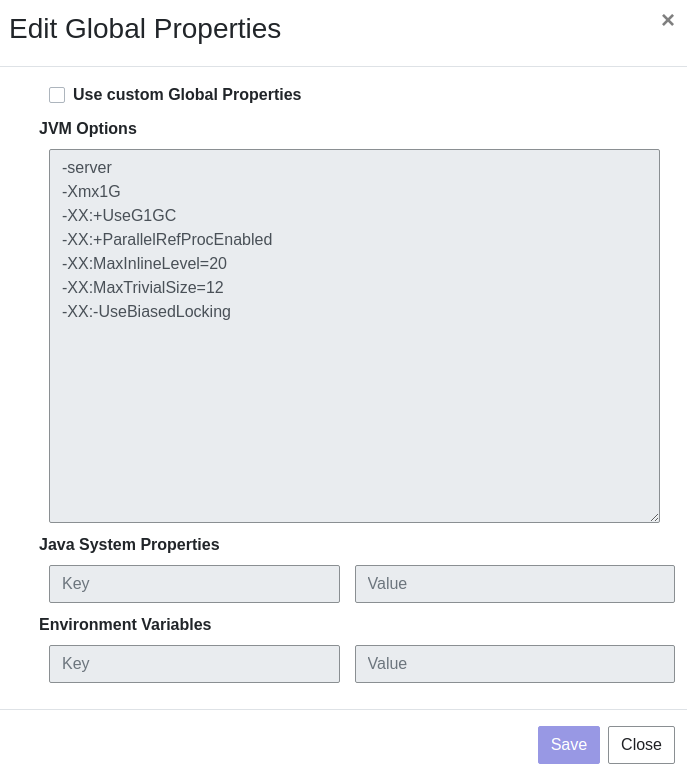 Edit Global Properties
×
Use custom Global Properties
JVM Options
-server
-Xmx1G
-XX:+UseG1GC
-XX:+ParallelRefProcEnabled
-XX:MaxInlineLevel=20
-XX:MaxTrivialSize=12
-XX:-UseBiasedLocking
Java System Properties
Key Value
Environment Variables
Key Value
Save Close